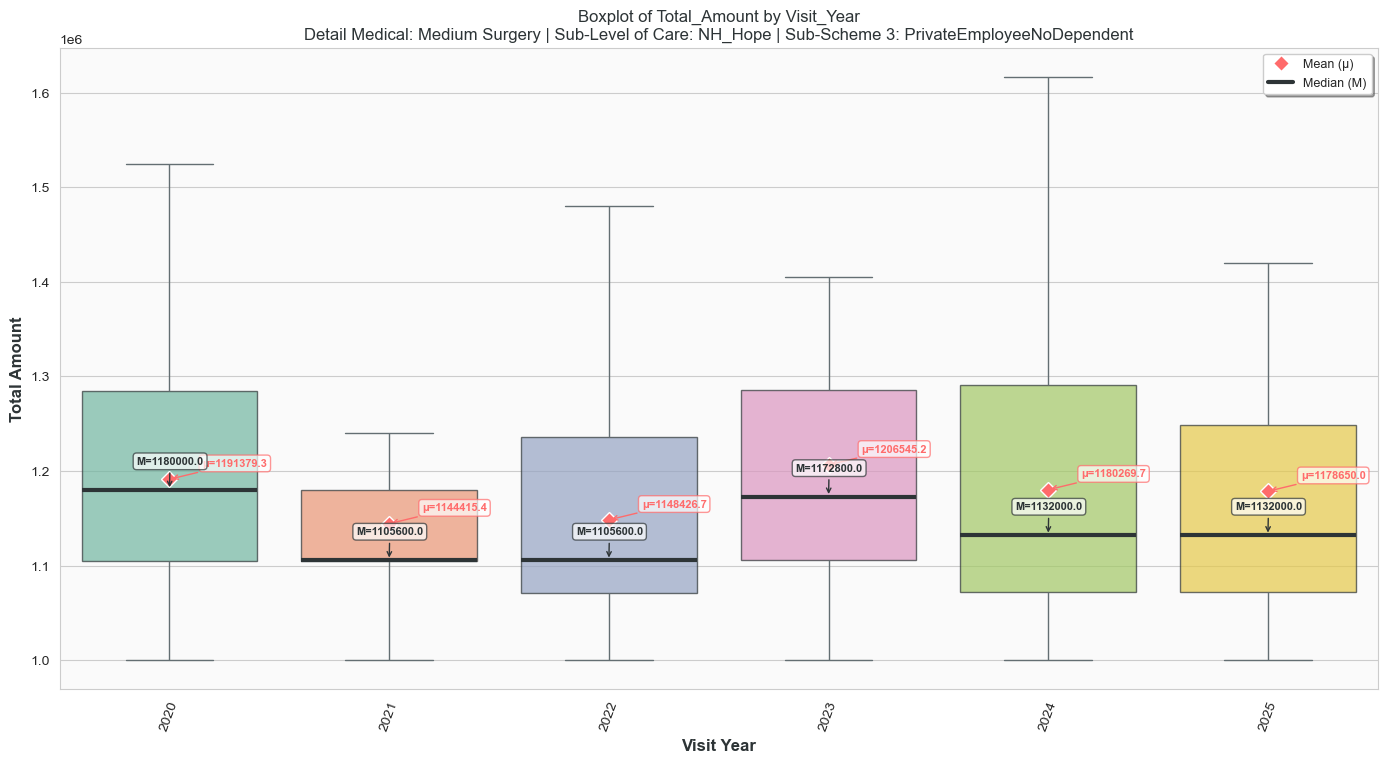 Boxplot of Total_Amount by Visit_Year
Detail Medical: Medium Surgery | Sub-Level of Care: NH_Hope | Sub-Scheme 3: PrivateEmployeeNoDependent
1e6
Mean (μ)
Median (M)
1.6
1.5
1.4
1.3
1.2
1.1
1.0
Total Amount
M=1180000.0
μ=1191379.3
M=1105600.0
μ=1144415.4
M=1105600.0
μ=1148426.7
M=1172800.0
μ=1206545.2
M=1132000.0
μ=1180269.7
M=1132000.0
μ=1178650.0
2020
2021
2022
2023
2024
2025
Visit Year